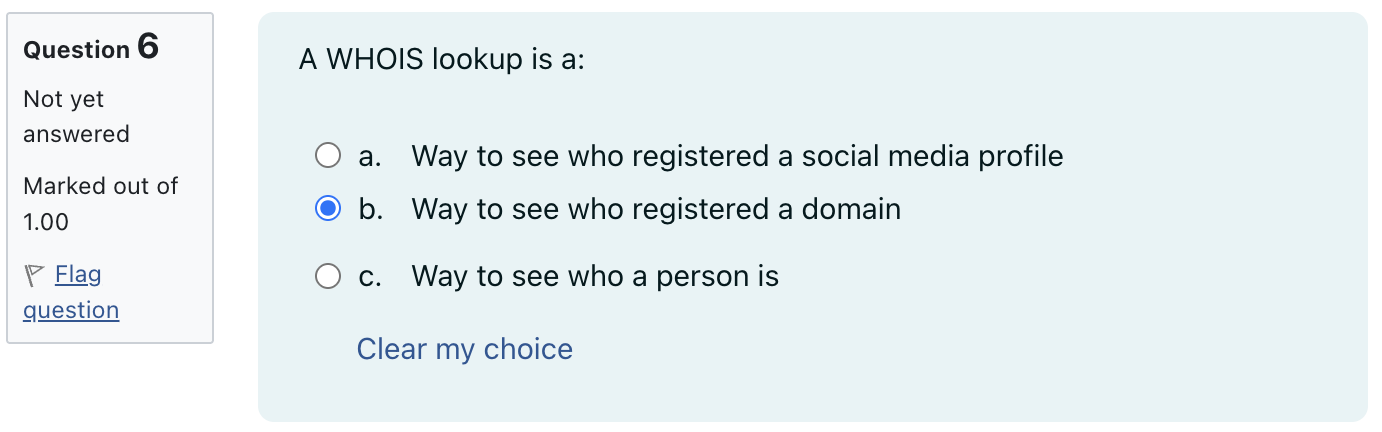 Question 6
Not yet
answered
Marked out of
1.00
Flag
question
A WHOIS lookup is a:
a. Way to see who registered a social media profile
b. Way to see who registered a domain
c. Way to see who a person is
Clear my choice